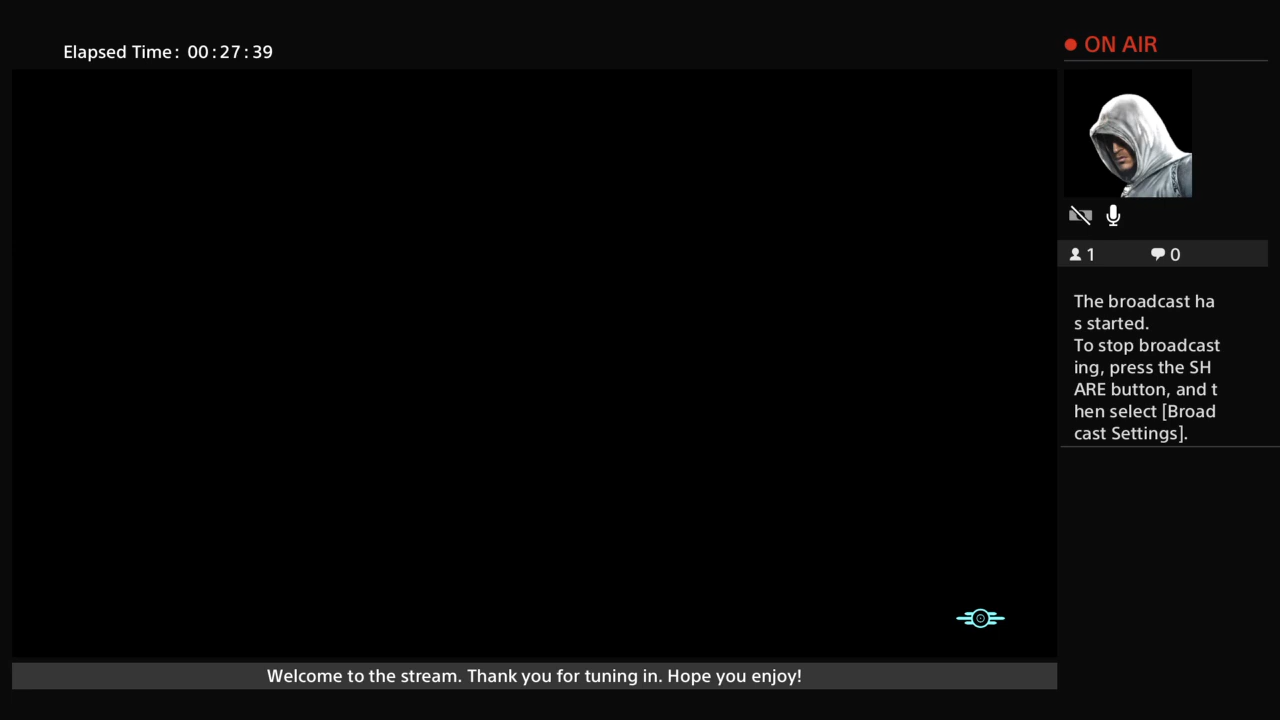 Elapsed Time: 00:27:39
ON AIR
1 0
The broadcast ha
s started.
To stop broadcast
ing, press the SH
ARE button, and t
hen select [Broad
cast Settings].
Welcome to the stream. Thank you for tuning in. Hope you enjoy!